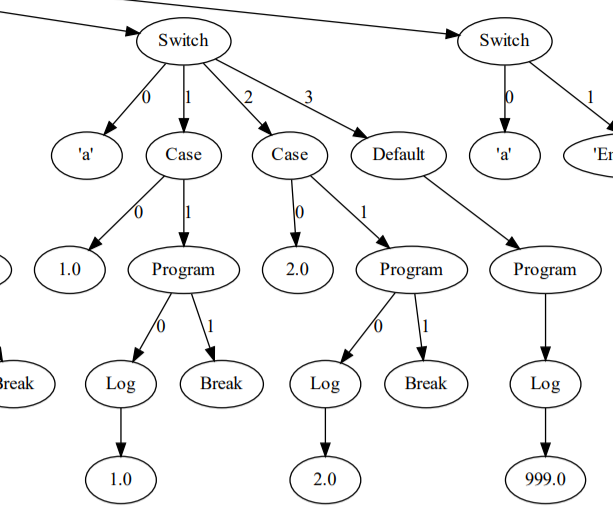 Switch Switch
0 1 2 3 0 1
'a' Case Case Default 'a'
0 1 0 1
1.0 Program 2.0 Program Program
0 1 0 1
Log Break Log Break Log
1.0 2.0 999.0